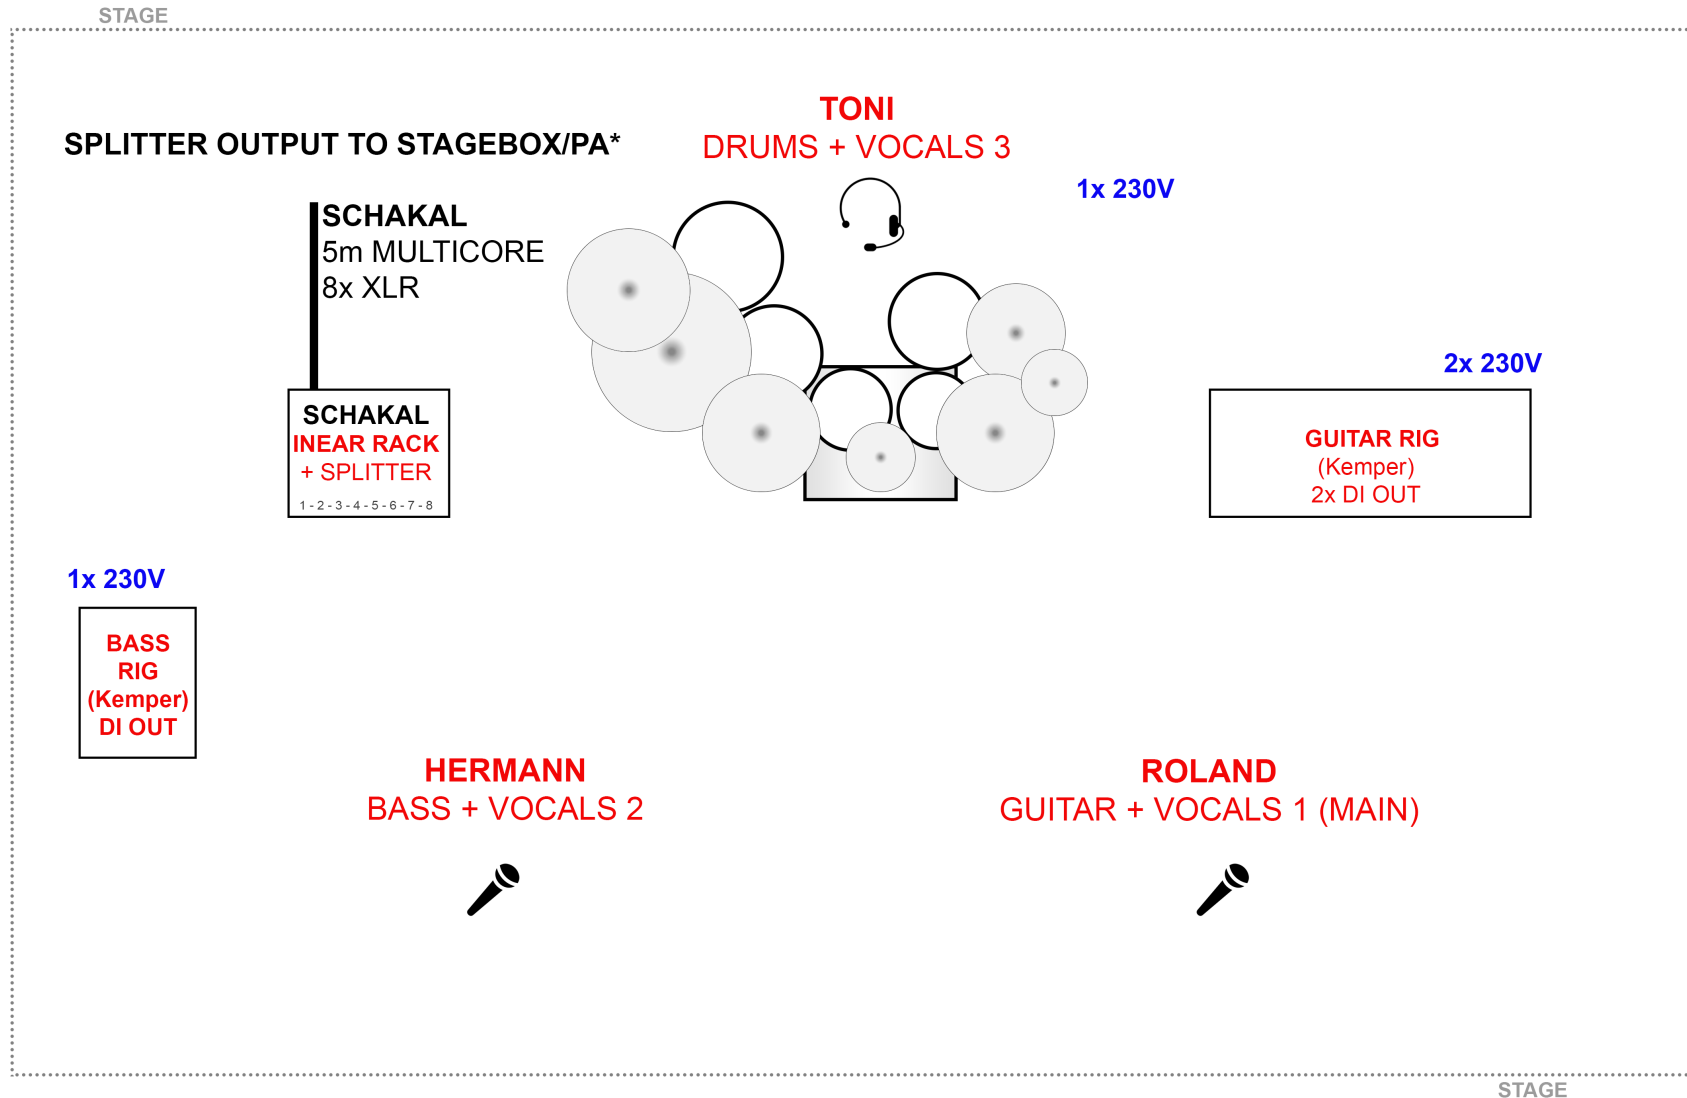 STAGE
TONI
DRUMS + VOCALS 3
SPLITTER OUTPUT TO STAGEBOX/PA*
1x 230V
SCHAKAL
5m MULTICORE
8x XLR
2x 230V
SCHAKAL
INEAR RACK
+ SPLITTER
1 - 2 - 3 - 4 - 5 - 6 - 7 - 8
GUITAR RIG
(Kemper)
2x DI OUT
1x 230V
BASS
RIG
(Kemper)
DI OUT
HERMANN
BASS + VOCALS 2
ROLAND
GUITAR + VOCALS 1 (MAIN)
STAGE